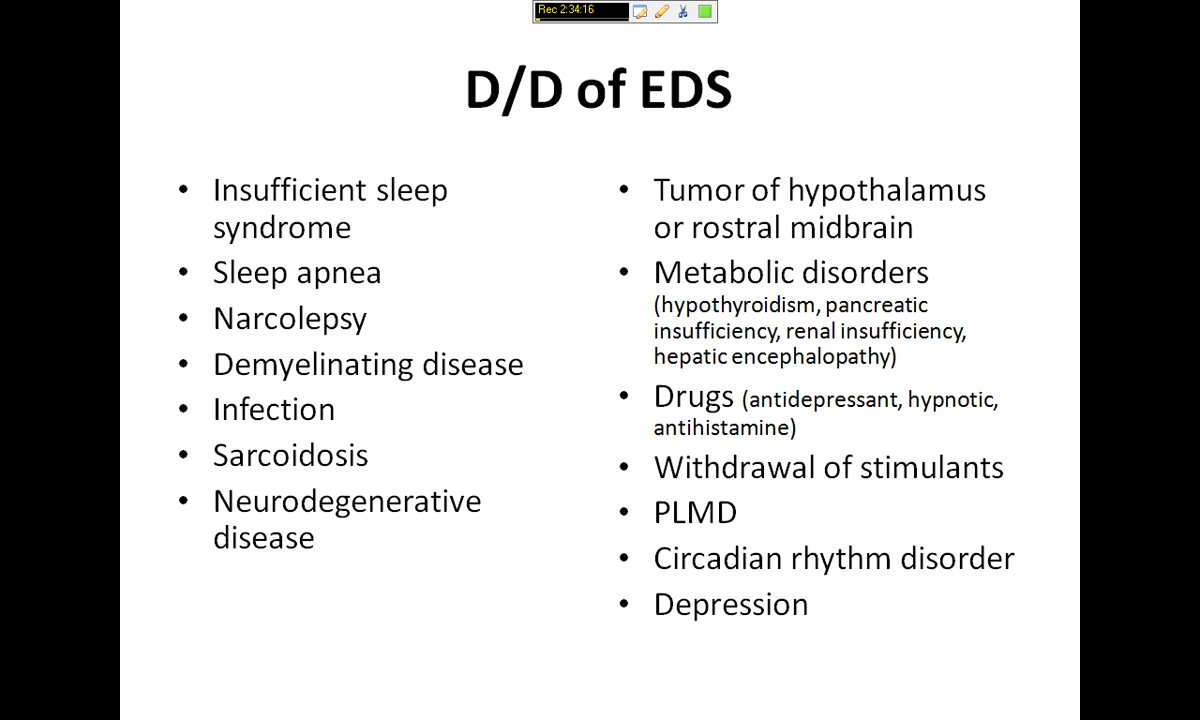 Rec 2:34:16
D/D of EDS
• Insufficient sleep
syndrome
• Sleep apnea
• Narcolepsy
• Demyelinating disease
• Infection
• Sarcoidosis
• Neurodegenerative
disease
• Tumor of hypothalamus
or rostral midbrain
• Metabolic disorders
(hypothyroidism, pancreatic
insufficiency, renal insufficiency,
hepatic encephalopathy)
• Drugs (antidepressant, hypnotic,
antihistamine)
• Withdrawal of stimulants
• PLMD
• Circadian rhythm disorder
• Depression